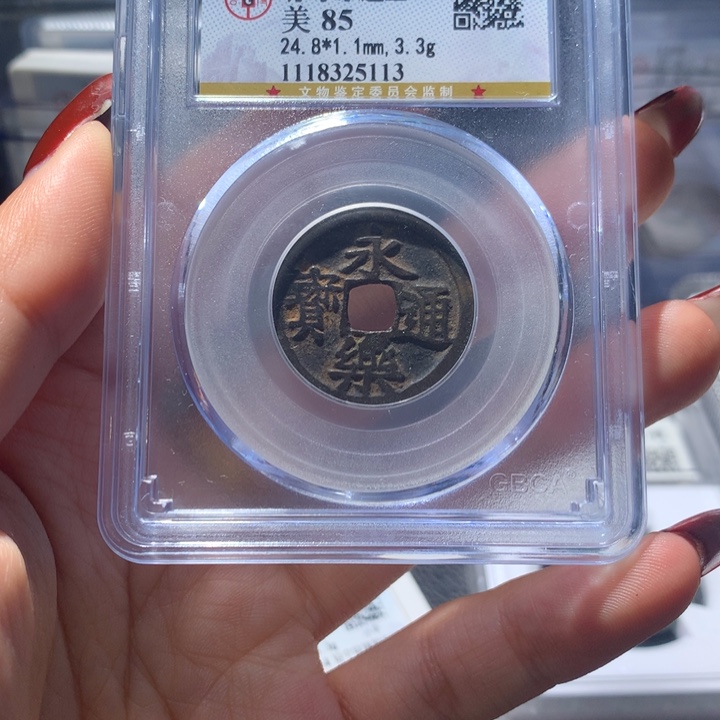 美 85
24.8*1.1mm, 3.3g
1118325113
★ 文物鉴定委员会监制 ★
永樂通寶
GBCA